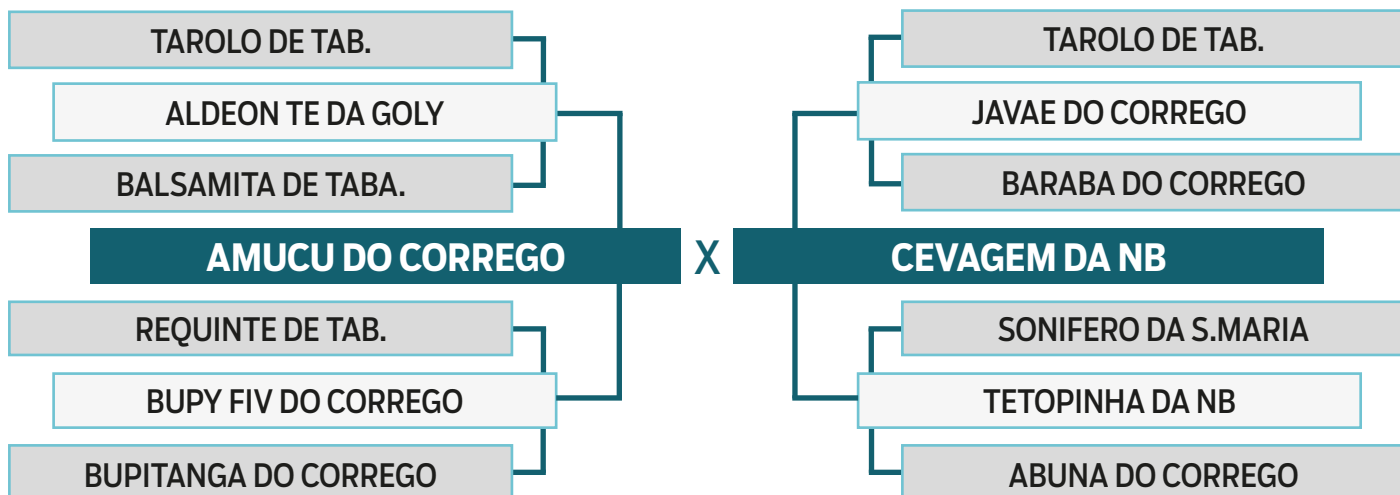 TAROLO DE TAB.
ALDEON TE DA GOLY
BALSAMITA DE TABA.
AMUCU DO CORREGO
REQUINTE DE TAB.
BUPY FIV DO CORREGO
BUPITANGA DO CORREGO
X
TAROLO DE TAB.
JAVAE DO CORREGO
BARABA DO CORREGO
CEVAGEM DA NB
SONIFERO DA S.MARIA
TETOPINHA DA NB
ABUNA DO CORREGO